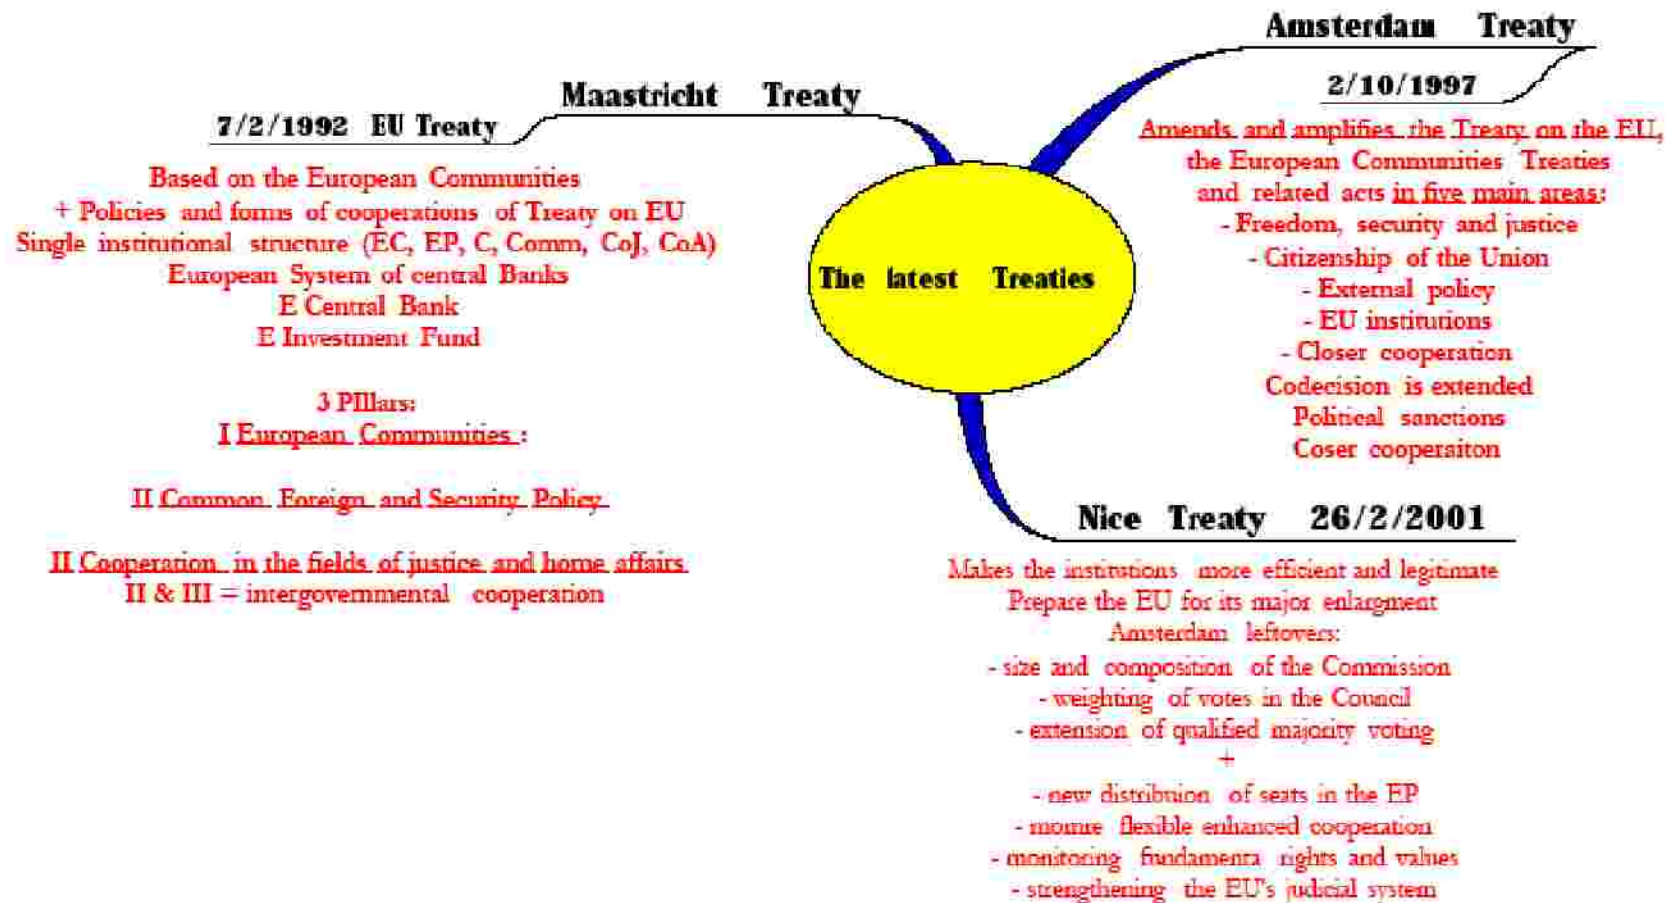 Amsterdam Treaty
2/10/1997
Amends and amplifies the Treaty on the EU,
the European Communities Treaties
and related acts in five main areas:
- Freedom, security and justice
- Citizenship of the Union
- External policy
- EU institutions
- Closer cooperation
Codecision is extended
Political sanctions
Coser cooperaiton
Maastricht Treaty
7/2/1992 EU Treaty
Based on the European Communities
+ Policies and forms of cooperations of Treaty on EU
Single institutional structure (EC, EP, C, Comm, CoJ, CoA)
European System of central Banks
E Central Bank
E Investment Fund
3 PIllars:
I European Communities :
II Common Foreign and Security Policy
II Cooperation in the fields of justice and home affairs
II & III = intergovernmental cooperation
The latest Treaties
Nice Treaty 26/2/2001
Makes the institutions more efficient and legitimate
Prepare the EU for its major enlargment
Amsterdam leftovers:
- size and composition of the Commission
- weighting of votes in the Council
- extension of qualified majority voting
+
- new distribuion of seats in the EP
- momre flexible enhanced cooperation
- monitoring fundamenta rights and values
- strengthening the EU's judicial system